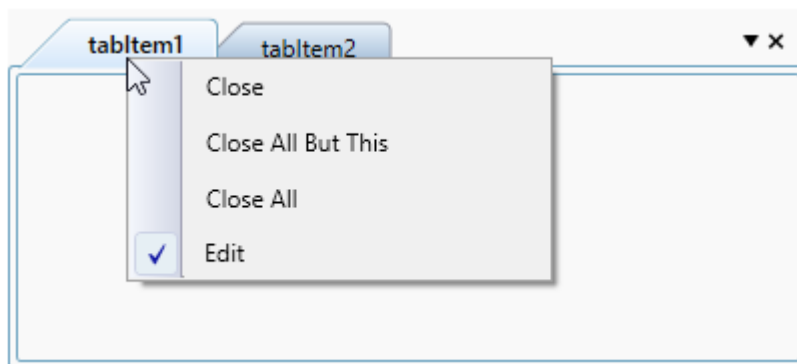 tabItem1 tabItem2
Close
Close All But This
Close All
Edit